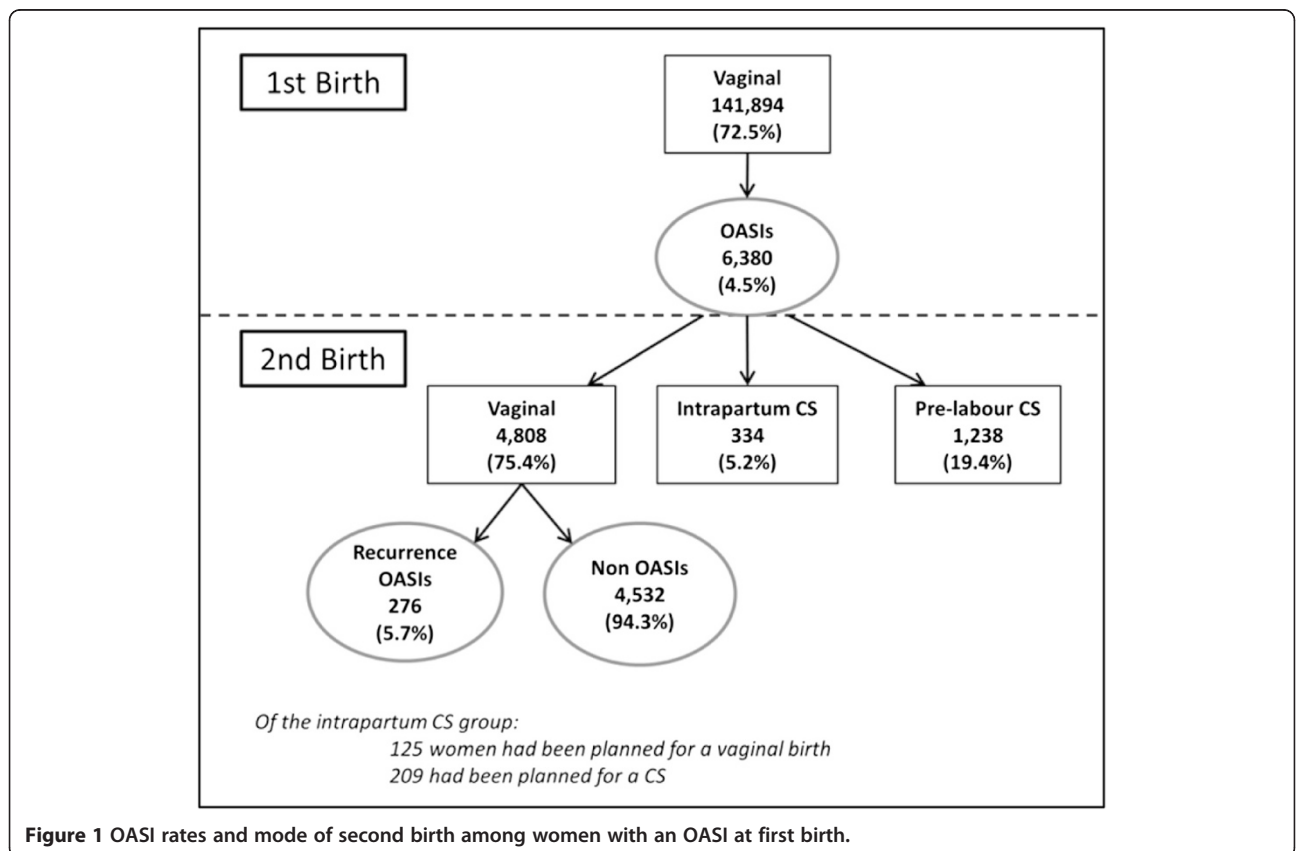 1st Birth
Vaginal
141,894
(72.5%)
OASIs
6,380
(4.5%)
2nd Birth
Vaginal
4,808
(75.4%)
Intrapartum CS
334
(5.2%)
Pre-labour CS
1,238
(19.4%)
Recurrence
OASIs
276
(5.7%)
Non OASIs
4,532
(94.3%)
Of the intrapartum CS group:
125 women had been planned for a vaginal birth
209 had been planned for a CS
Figure 1 OASI rates and mode of second birth among women with an OASI at first birth.